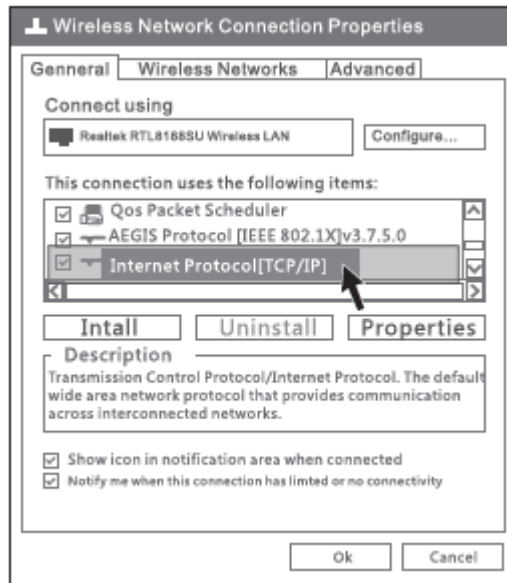 Wireless Network Connection Properties
Genneral Wireless Networks Advanced
Connect using
Realtek RTL8188SU Wireless LAN Configure...
This connection uses the following items:
Qos Packet Scheduler
AEGIS Protocol [IEEE 802.1X]v3.7.5.0
Internet Protocol[TCP/IP]
Intall Uninstall Properties
Description
Transmission Control Protocol/Internet Protocol. The default
wide area network protocol that provides communication
across interconnected networks.
Show icon in notification area when connected
Notify me when this connection has limted or no connectivity
Ok Cancel